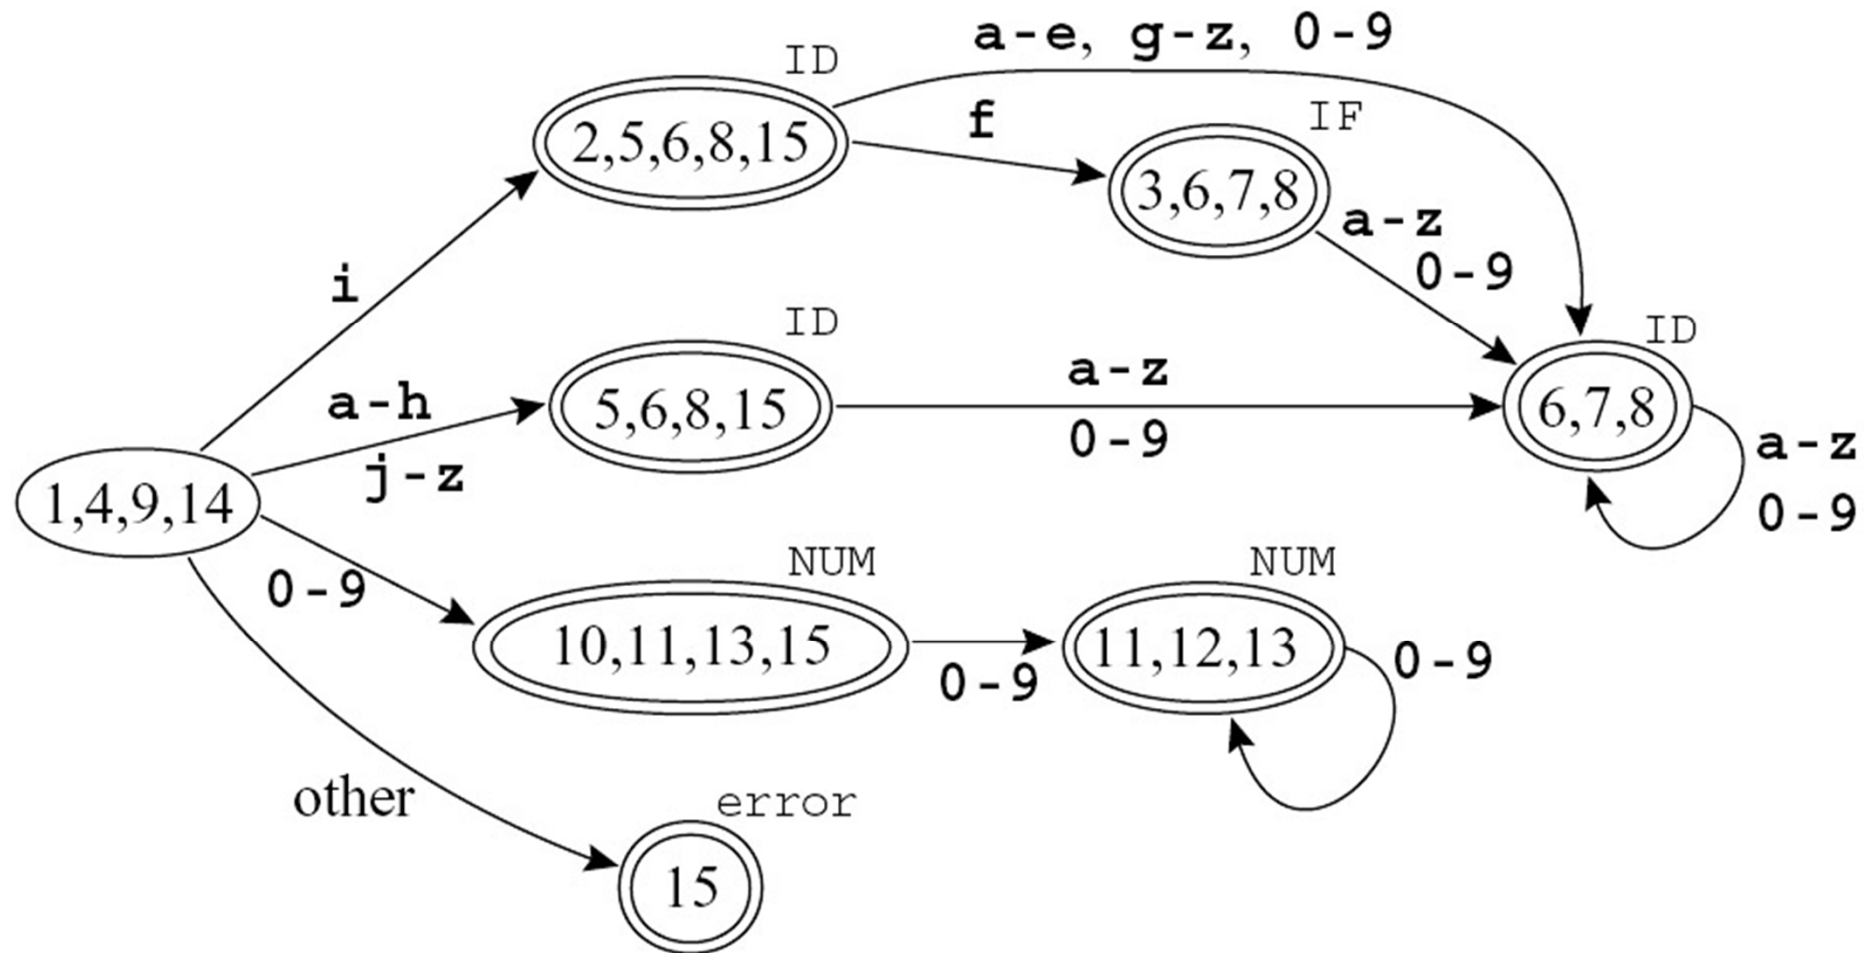 a-e, g-z, 0-9
ID
2,5,6,8,15
f
IF
3,6,7,8
a-z
0-9
i
ID
ID
a-h
j-z
5,6,8,15
a-z
0-9
6,7,8
a-z
0-9
1,4,9,14
0-9
NUM
10,11,13,15
0-9
NUM
11,12,13
0-9
other
error
15